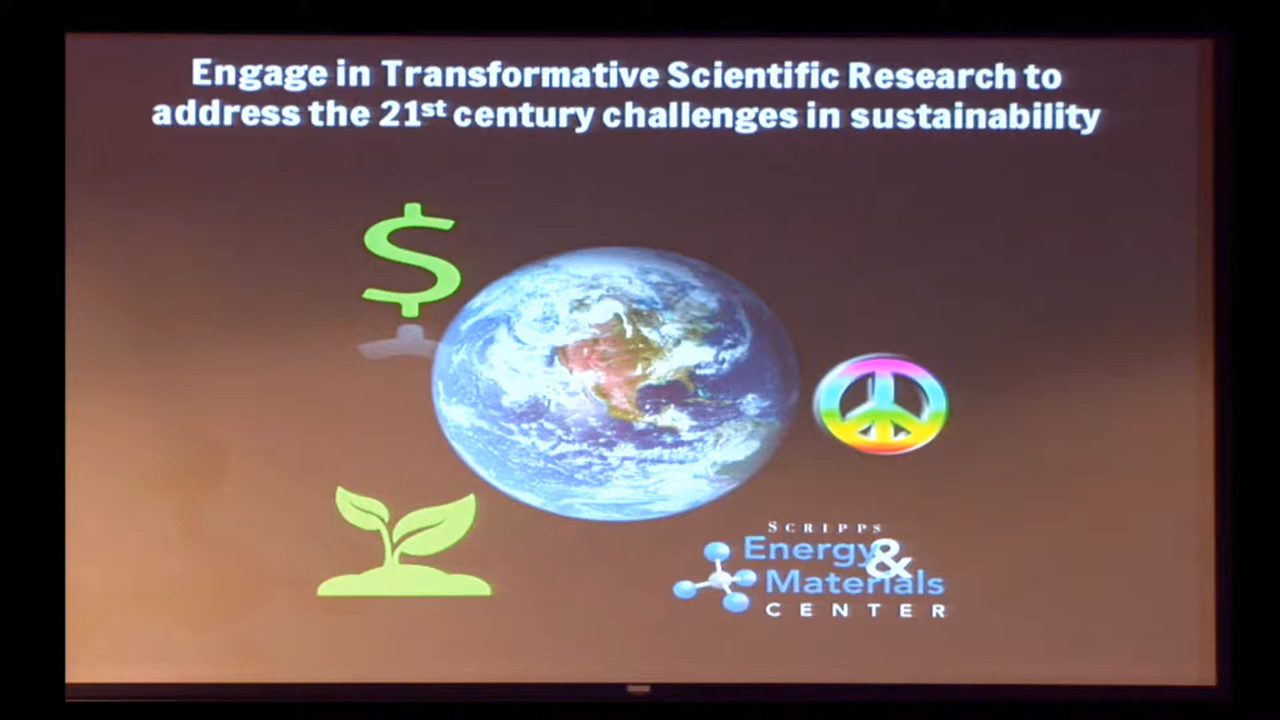 Engage in Transformative Scientific Research to
address the 21st century challenges in sustainability
$
SCRIPPS
Energy &
Materials
CENTER